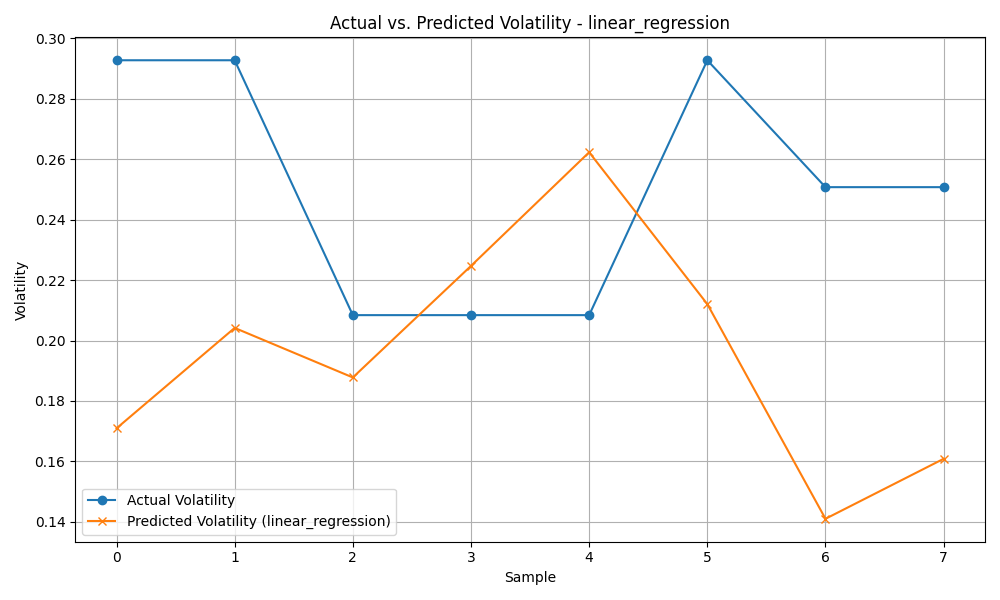 Actual vs. Predicted Volatility - linear_regression
0.30
0.28
0.26
0.24
0.22
0.20
0.18
0.16
0.14
Volatility
Actual Volatility
Predicted Volatility (linear_regression)
0 1 2 3 4 5 6 7
Sample